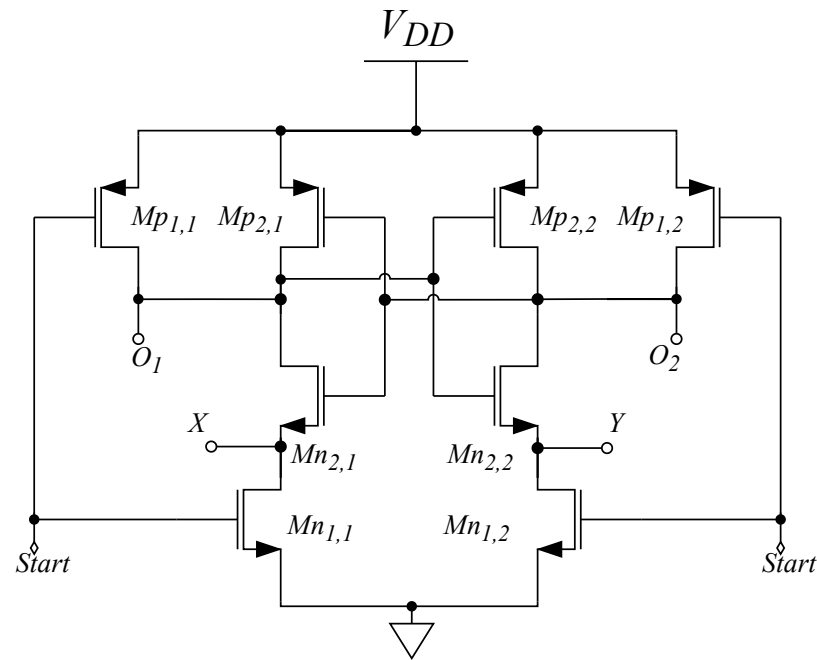 V_DD
Mp_1,1
Mp_2,1
Mp_2,2
Mp_1,2
O_1
O_2
X
Y
Mn_2,1
Mn_2,2
Mn_1,1
Mn_1,2
Start
Start